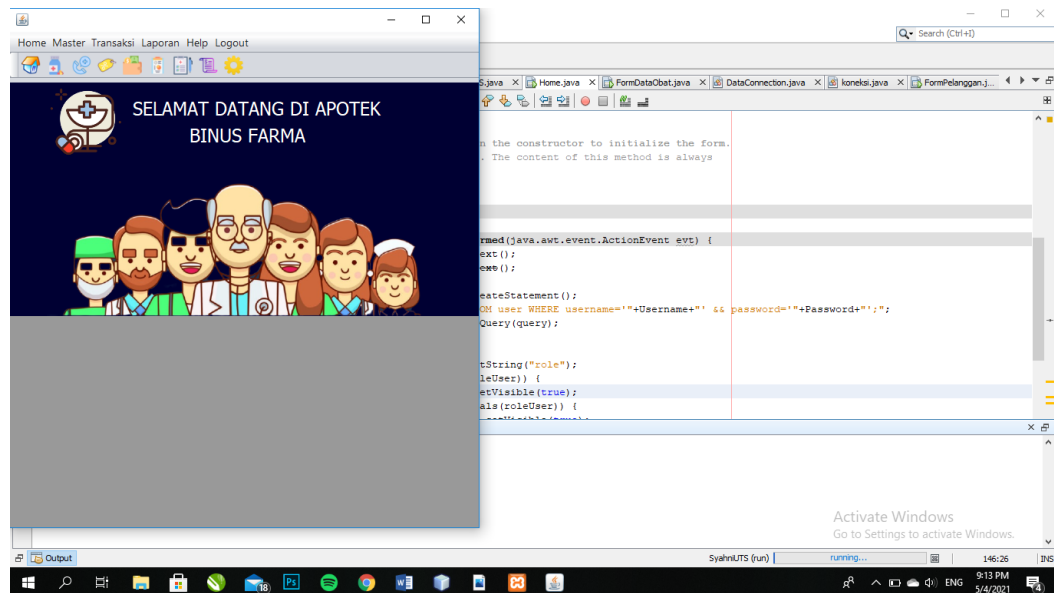 Home Master Transaksi Laporan Help Logout
SELAMAT DATANG DI APOTEK
BINUS FARMA
Search (Ctrl+I)
S.java
Home.java
FormDataObat.java
DataConnection.java
koneksi.java
FormPelanggan.j...
n the constructor to initialize the form.
. The content of this method is always
rmed(java.awt.event.ActionEvent evt) {
ext();
ext();
eateStatement();
OM user WHERE username='"+Username+"' && password='"+Password+"';";
Query(query);
tString("role");
leUser)) {
etVisible(true);
als(roleUser)) {
Activate Windows
Go to Settings to activate Windows.
Output
SyahniUTS (run)
running...
146:26
INS
18
Ps
ENG
9:13 PM
5/4/2021
4